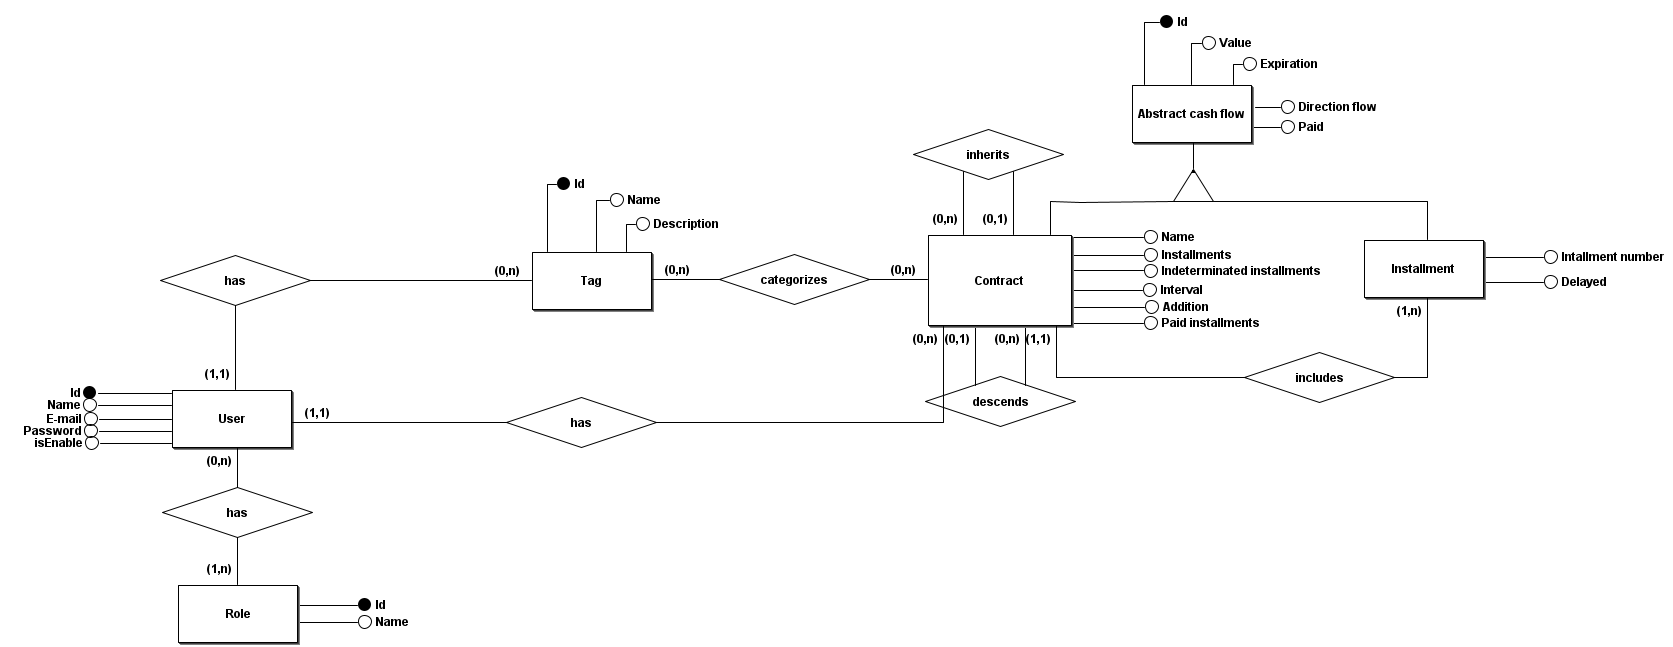 Id
Value
Expiration
Abstract cash flow
Direction flow
Paid
inherits
(0,n)
(0,1)
Id
Name
Description
has
(0,n)
Tag
(0,n)
categorizes
(0,n)
Contract
Name
Installments
Indeterminated installments
Interval
Addition
Paid installments
Installment
Intallment number
Delayed
(1,n)
(0,n)
(0,1)
(0,n)
(1,1)
includes
descends
(1,1)
Id
Name
E-mail
Password
isEnable
User
(1,1)
has
(0,n)
has
(1,n)
Role
Id
Name